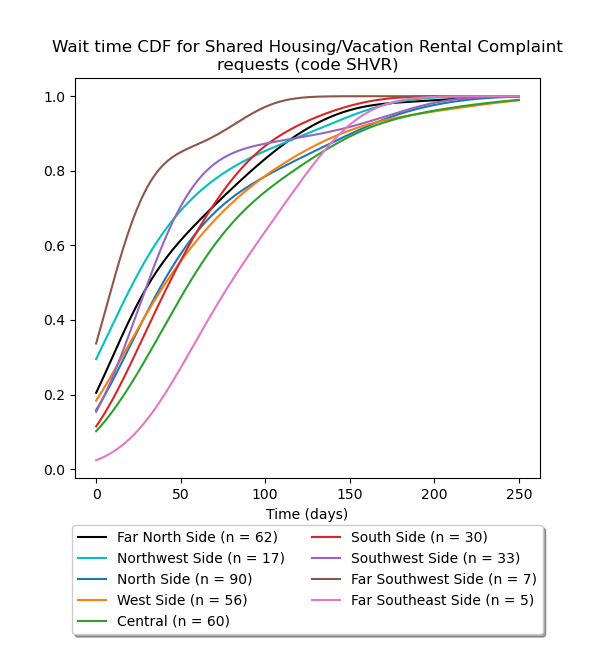 Wait time CDF for Shared Housing/Vacation Rental Complaint
requests (code SHVR)
1.0
0.8
0.6
0.4
0.2
0.0
0 50 100 150 200 250
Time (days)
Far North Side (n = 62)
Northwest Side (n = 17)
North Side (n = 90)
West Side (n = 56)
Central (n = 60)
South Side (n = 30)
Southwest Side (n = 33)
Far Southwest Side (n = 7)
Far Southeast Side (n = 5)